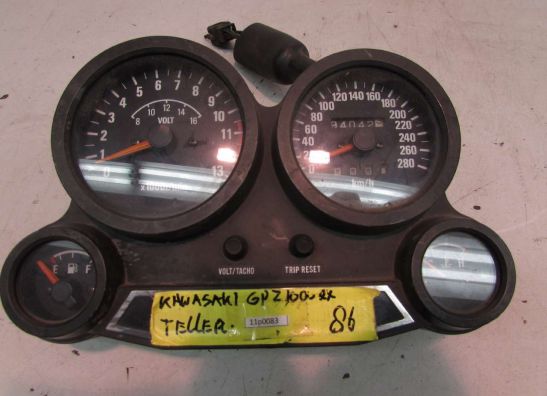 0 1 2 3 4 5 6 7 8 9 10 11 13
8 10 12 14 16
VOLT
0 20 40 60 80 100 120 140 160 180 200 220 240 260 280
km/h
E F
H
VOLT/TACHO TRIP RESET
KAWASAKI GPZ1000RX
TELLER. 11p0083 86